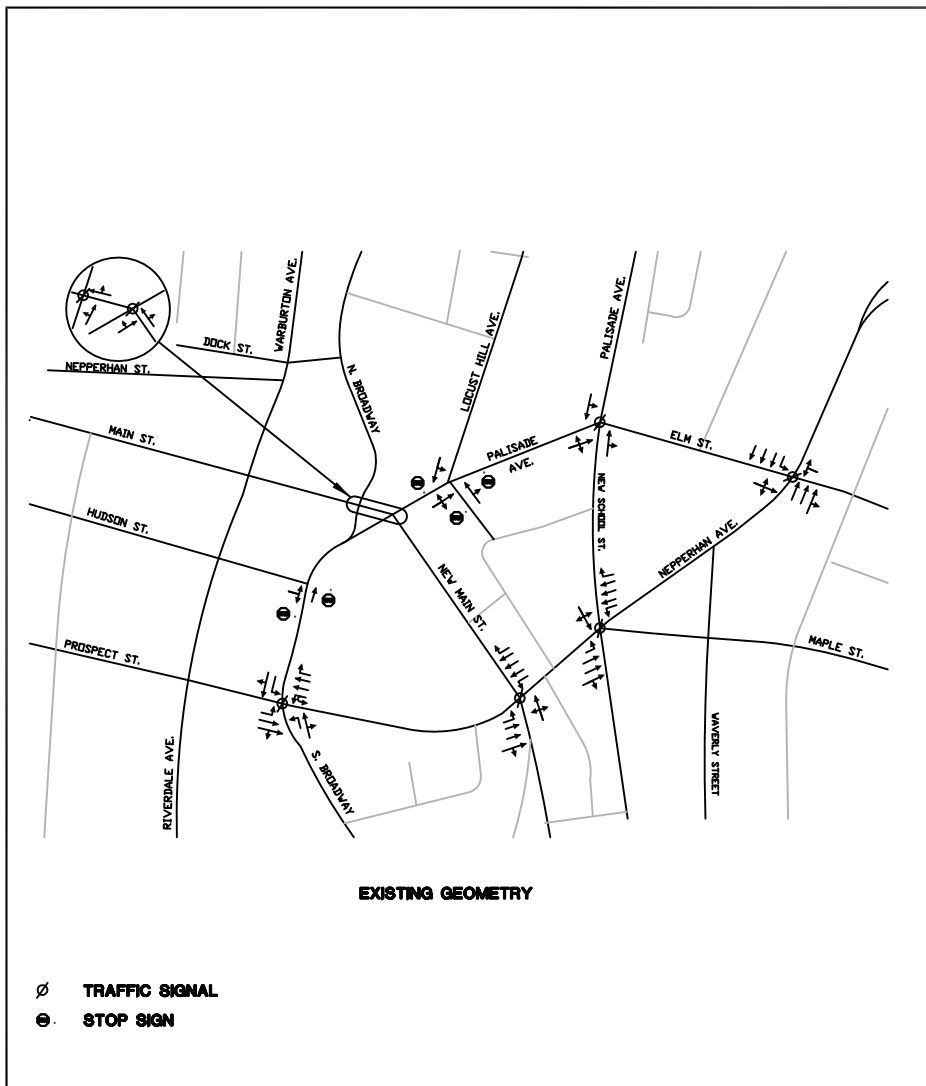 WARBURTON AVE.
DOCK ST.
NEPPERHAN ST.
N. BROADWAY
LOCUST HILL AVE.
PALISADE AVE.
MAIN ST.
PALISADE
AVE.
ELM ST.
HUDSON ST.
NEW SCHOOL ST.
NEPPERHAN AVE.
NEW MAIN ST.
PROSPECT ST.
MAPLE ST.
RIVERDALE AVE.
S. BROADWAY
WAVERLY STREET
EXISTING GEOMETRY
TRAFFIC SIGNAL
STOP SIGN